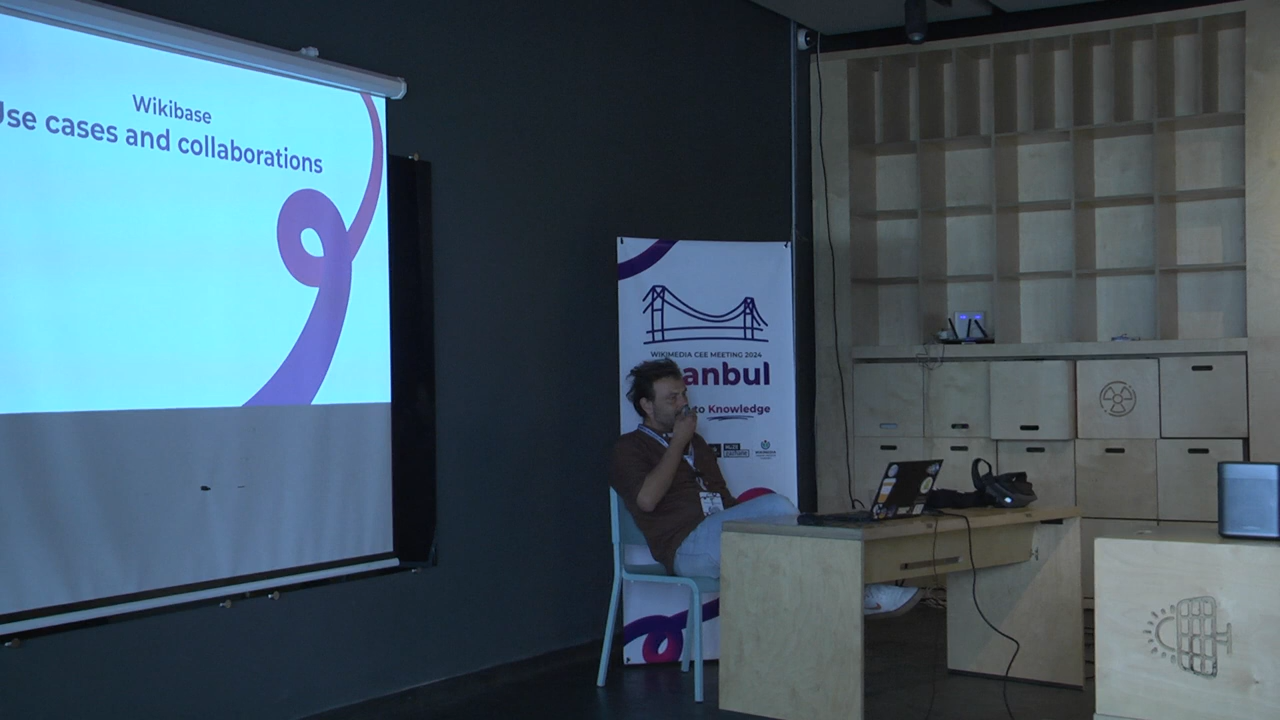 Wikibase
Use cases and collaborations
WIKIMEDIA CEE MEETING 2024
anbul
to Knowledge